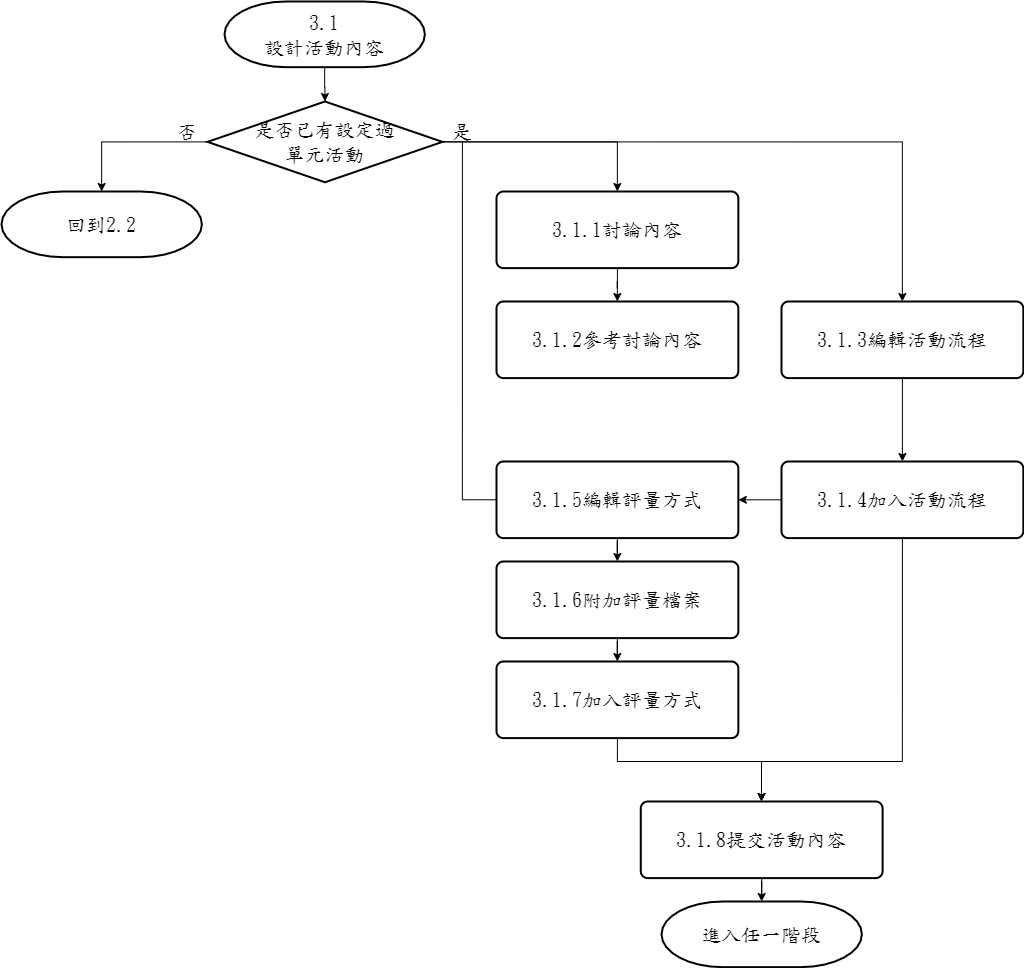 3.1
設計活動內容
是否已有設定過
單元活動
否
是
回到2.2
3.1.1討論內容
3.1.2參考討論內容
3.1.3編輯活動流程
3.1.5編輯評量方式
3.1.4加入活動流程
3.1.6附加評量檔案
3.1.7加入評量方式
3.1.8提交活動內容
進入任一階段